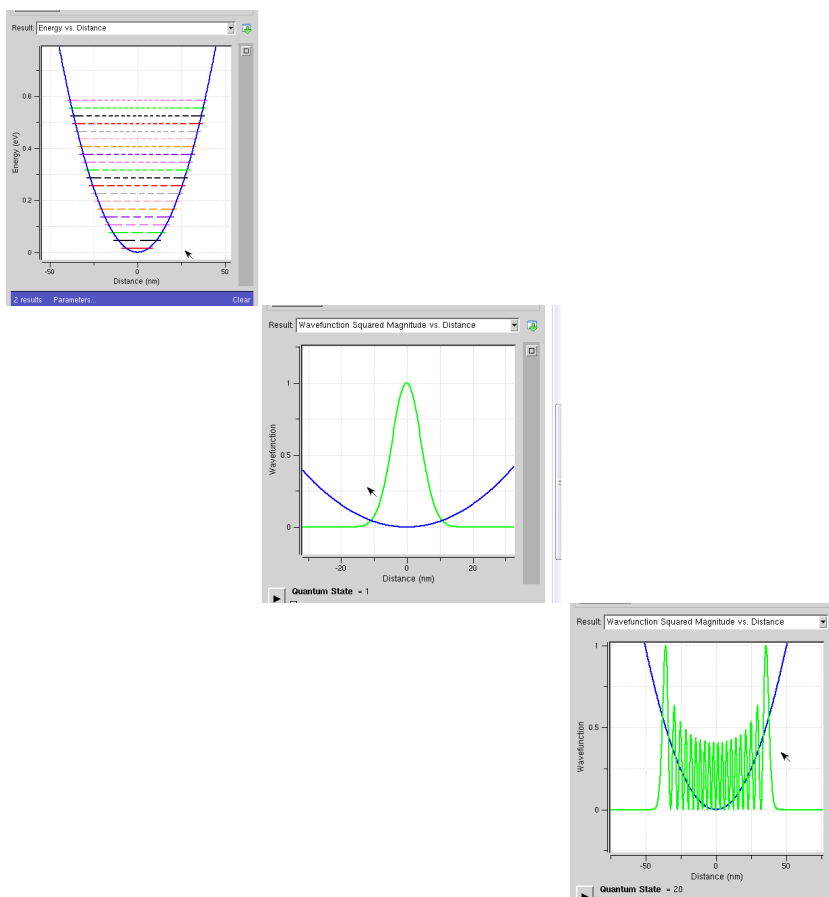 Result: Energy vs. Distance
Energy (eV)
0.6
0.4
0.2
0
-50 0 50
Distance (nm)
2 results Parameters... Clear
Result: Wavefunction Squared Magnitude vs. Distance
Wavefunction
1
0.5
0
-20 0 20
Distance (nm)
Quantum State = 1
Result: Wavefunction Squared Magnitude vs. Distance
Wavefunction
1
0.5
0
-50 0 50
Distance (nm)
Quantum State = 20